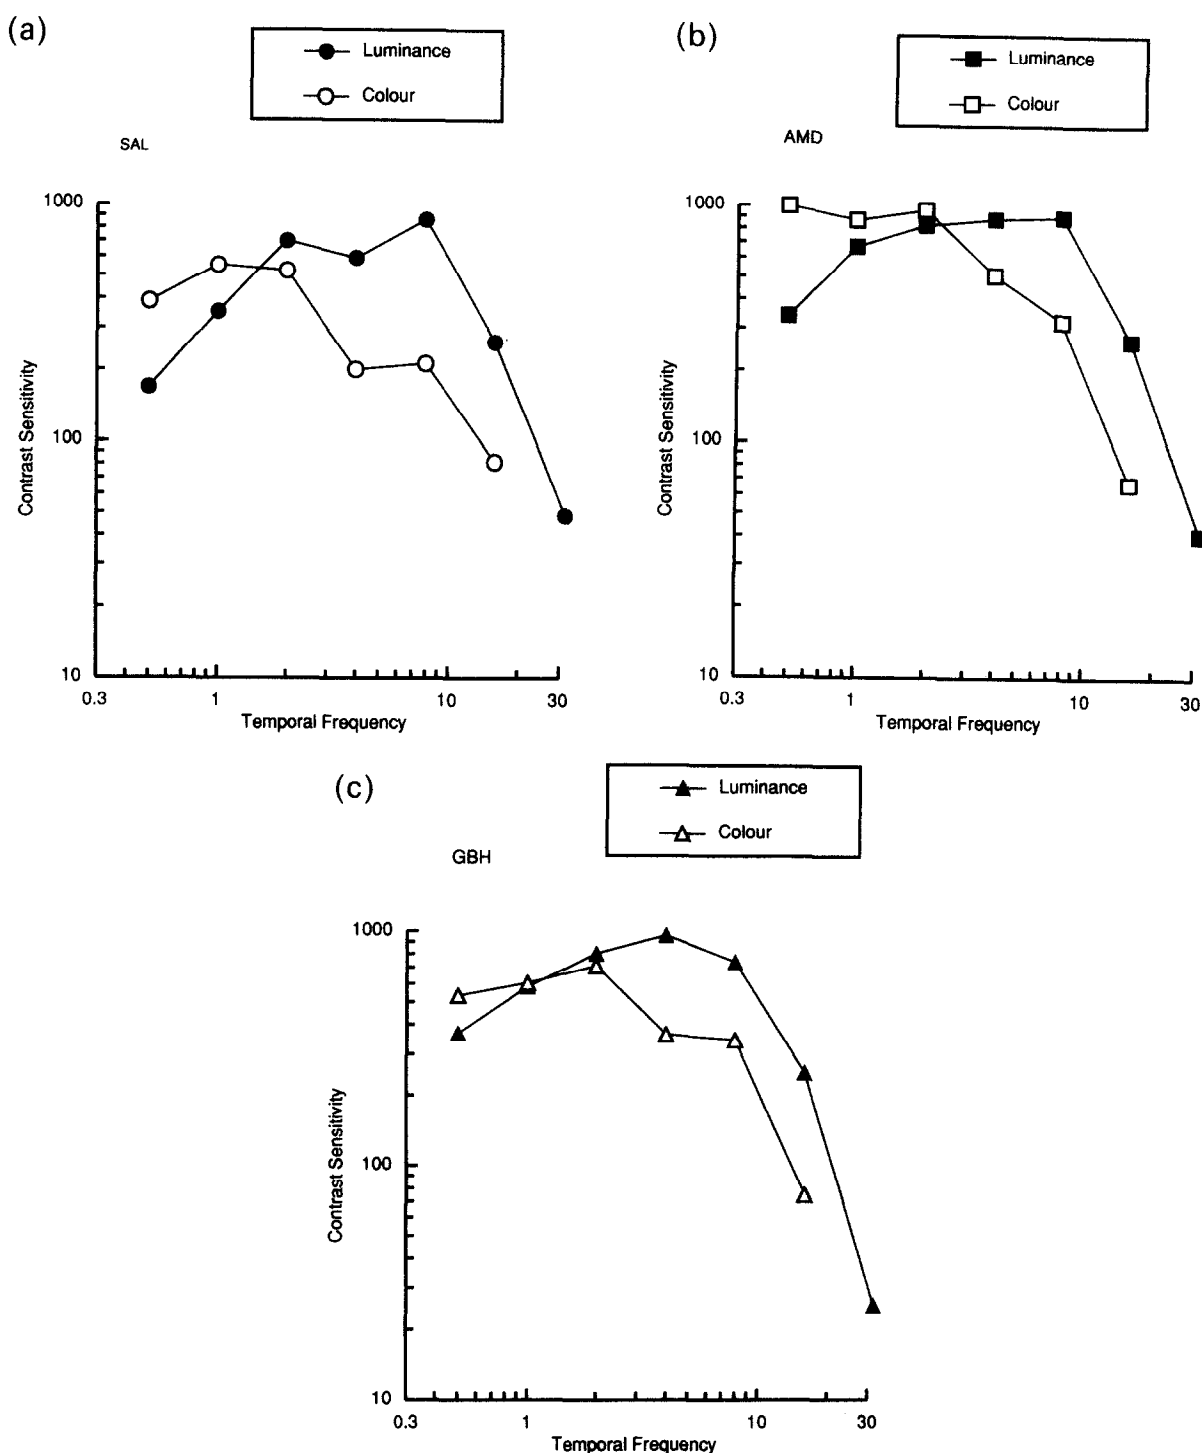 (a)
Luminance
Colour
SAL
1000
100
10
Contrast Sensitivity
0.3 1 10 30
Temporal Frequency
(b)
Luminance
Colour
AMD
1000
100
10
Contrast Sensitivity
0.3 1 10 30
Temporal Frequency
(c)
Luminance
Colour
GBH
1000
100
10
Contrast Sensitivity
0.3 1 10 30
Temporal Frequency